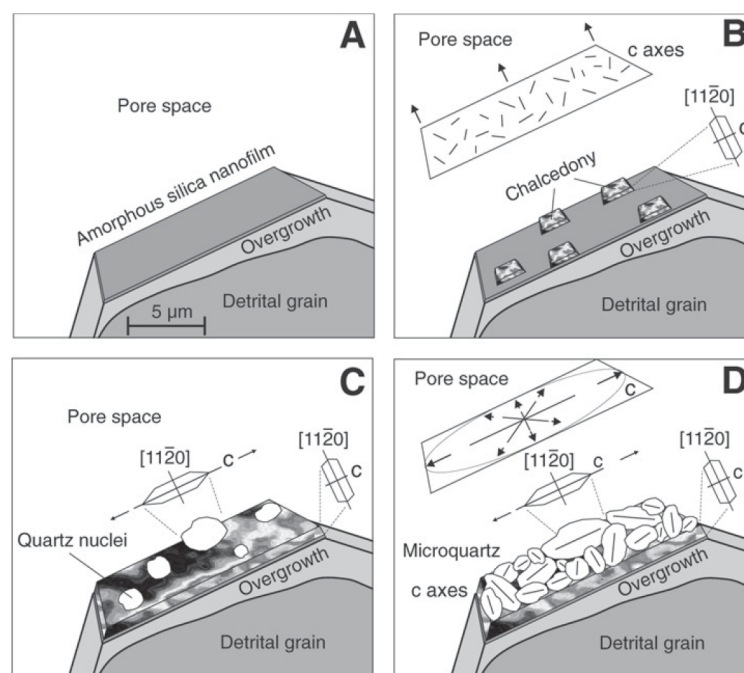 A
Pore space
Amorphous silica nanofilm
Overgrowth
Detrital grain
5 µm
B
Pore space
c axes
[112̄0]
c
Chalcedony
Overgrowth
Detrital grain
C
Pore space
[112̄0]
c
[112̄0]
c
Quartz nuclei
Overgrowth
Detrital grain
D
Pore space
c
[112̄0]
c
[112̄0]
c
Microquartz
c axes
Overgrowth
Detrital grain